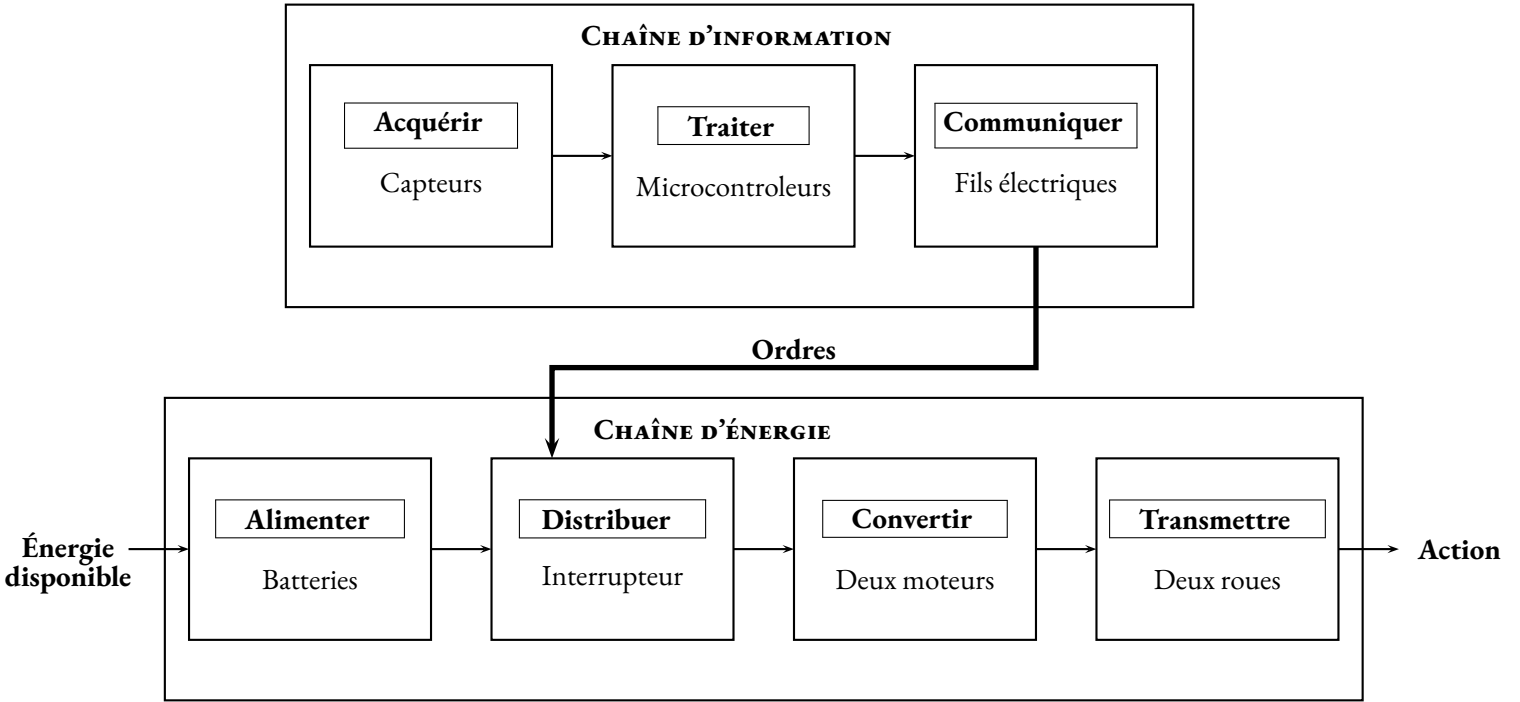 CHAÎNE D’INFORMATION
Acquérir
Capteurs
Traiter
Microcontroleurs
Communiquer
Fils électriques
Ordres
CHAÎNE D’ÉNERGIE
Énergie
disponible
Alimenter
Batteries
Distribuer
Interrupteur
Convertir
Deux moteurs
Transmettre
Deux roues
Action